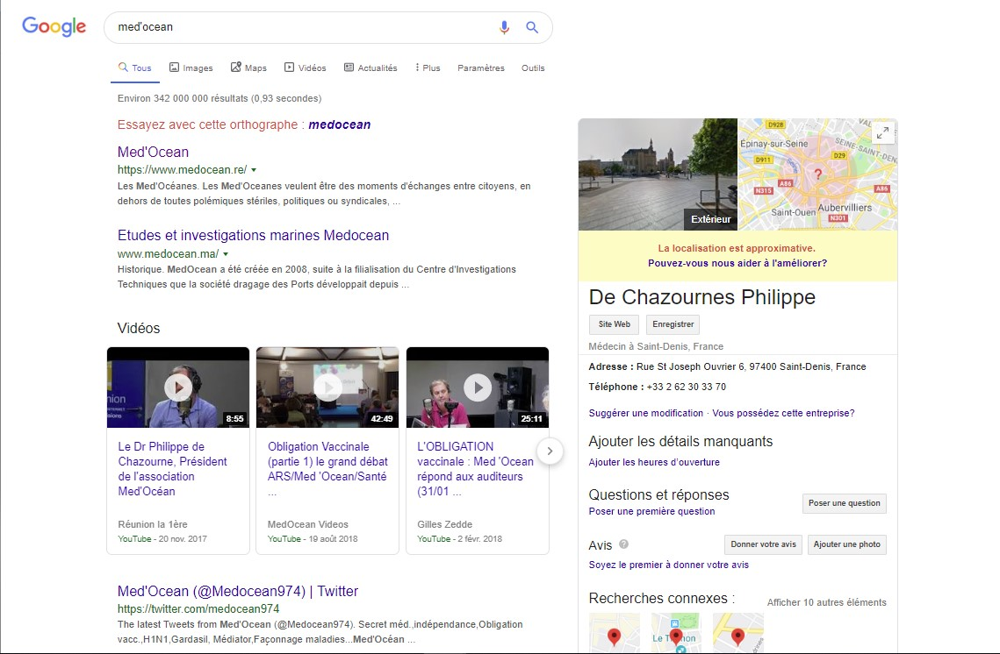 Google
med'ocean
Tous Images Maps Vidéos Actualités Plus Paramètres Outils
Environ 342 000 000 résultats (0,93 secondes)
Essayez avec cette orthographe : medocean
Med'Ocean
https://www.medocean.re/
Les Med'Océanes. Les Med'Oceanes veulent être des moments d'échanges entre citoyens, en
dehors de toutes polémiques stériles, politiques ou syndicales, ...
Etudes et investigations marines Medocean
www.medocean.ma/
Historique. MedOcean a été créée en 2008, suite à la filialisation du Centre d'Investigations
Techniques que la société dragage des Ports développait depuis ...
Vidéos
8:55
Le Dr Philippe de
Chazourne, Président
de l'association
Med'Océan
Réunion la 1ère
YouTube - 20 nov. 2017
42:49
Obligation Vaccinale
(partie 1) le grand débat
ARS/Med 'Ocean/Santé
...
MedOcean Videos
YouTube - 19 août 2018
25:11
L'OBLIGATION
vaccinale : Med 'Ocean
répond aux auditeurs
(31/01 ...
Gilles Zedde
YouTube - 2 févr. 2018
Med'Ocean (@Medocean974) | Twitter
https://twitter.com/medocean974
The latest Tweets from Med'Ocean (@Medocean974). Secret méd.,indépendance,Obligation
vacc.,H1N1,Gardasil, Médiator,Façonnage maladies...Med'Océan ...
Extérieur
D928
Épinay-sur-Seine
SEINE-SAINT-DEN
D911
D29
A86
N315
A86
Saint-Ouen
Aubervilliers
N301
La localisation est approximative.
Pouvez-vous nous aider à l'améliorer?
De Chazournes Philippe
Site Web Enregistrer
Médecin à Saint-Denis, France
Adresse : Rue St Joseph Ouvrier 6, 97400 Saint-Denis, France
Téléphone : +33 2 62 30 33 70
Suggérer une modification · Vous possédez cette entreprise?
Ajouter les détails manquants
Ajouter les heures d'ouverture
Questions et réponses
Poser une première question
Poser une question
Avis
Donner votre avis Ajouter une photo
Soyez le premier à donner votre avis
Recherches connexes :
Afficher 10 autres éléments